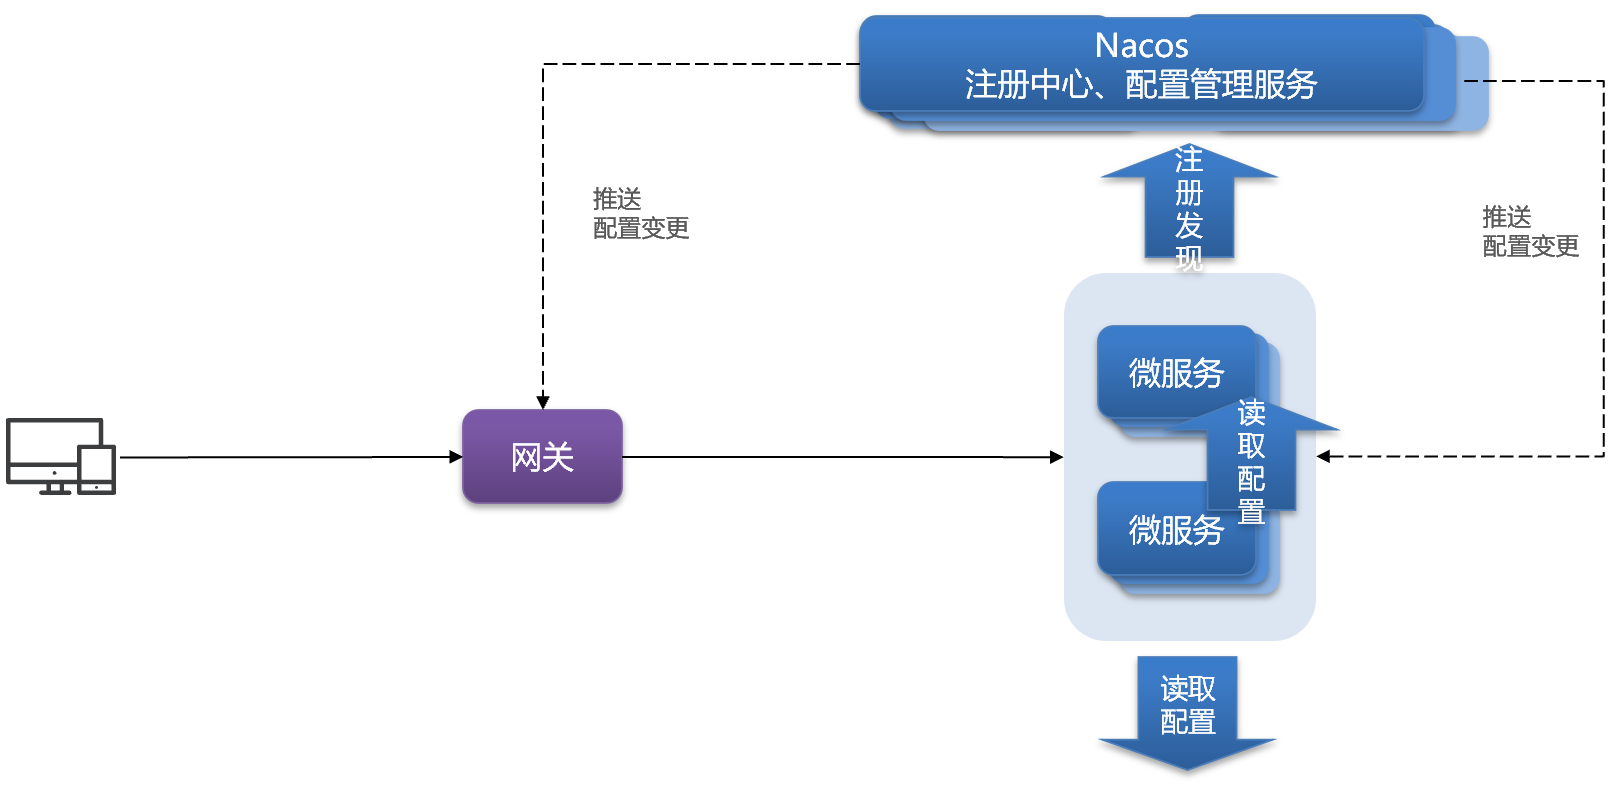 Nacos
注册中心、配置管理服务
注
册
发
现
推送
配置变更
推送
配置变更
网关
微服务
读
取
配
置
微服务
读取
配置